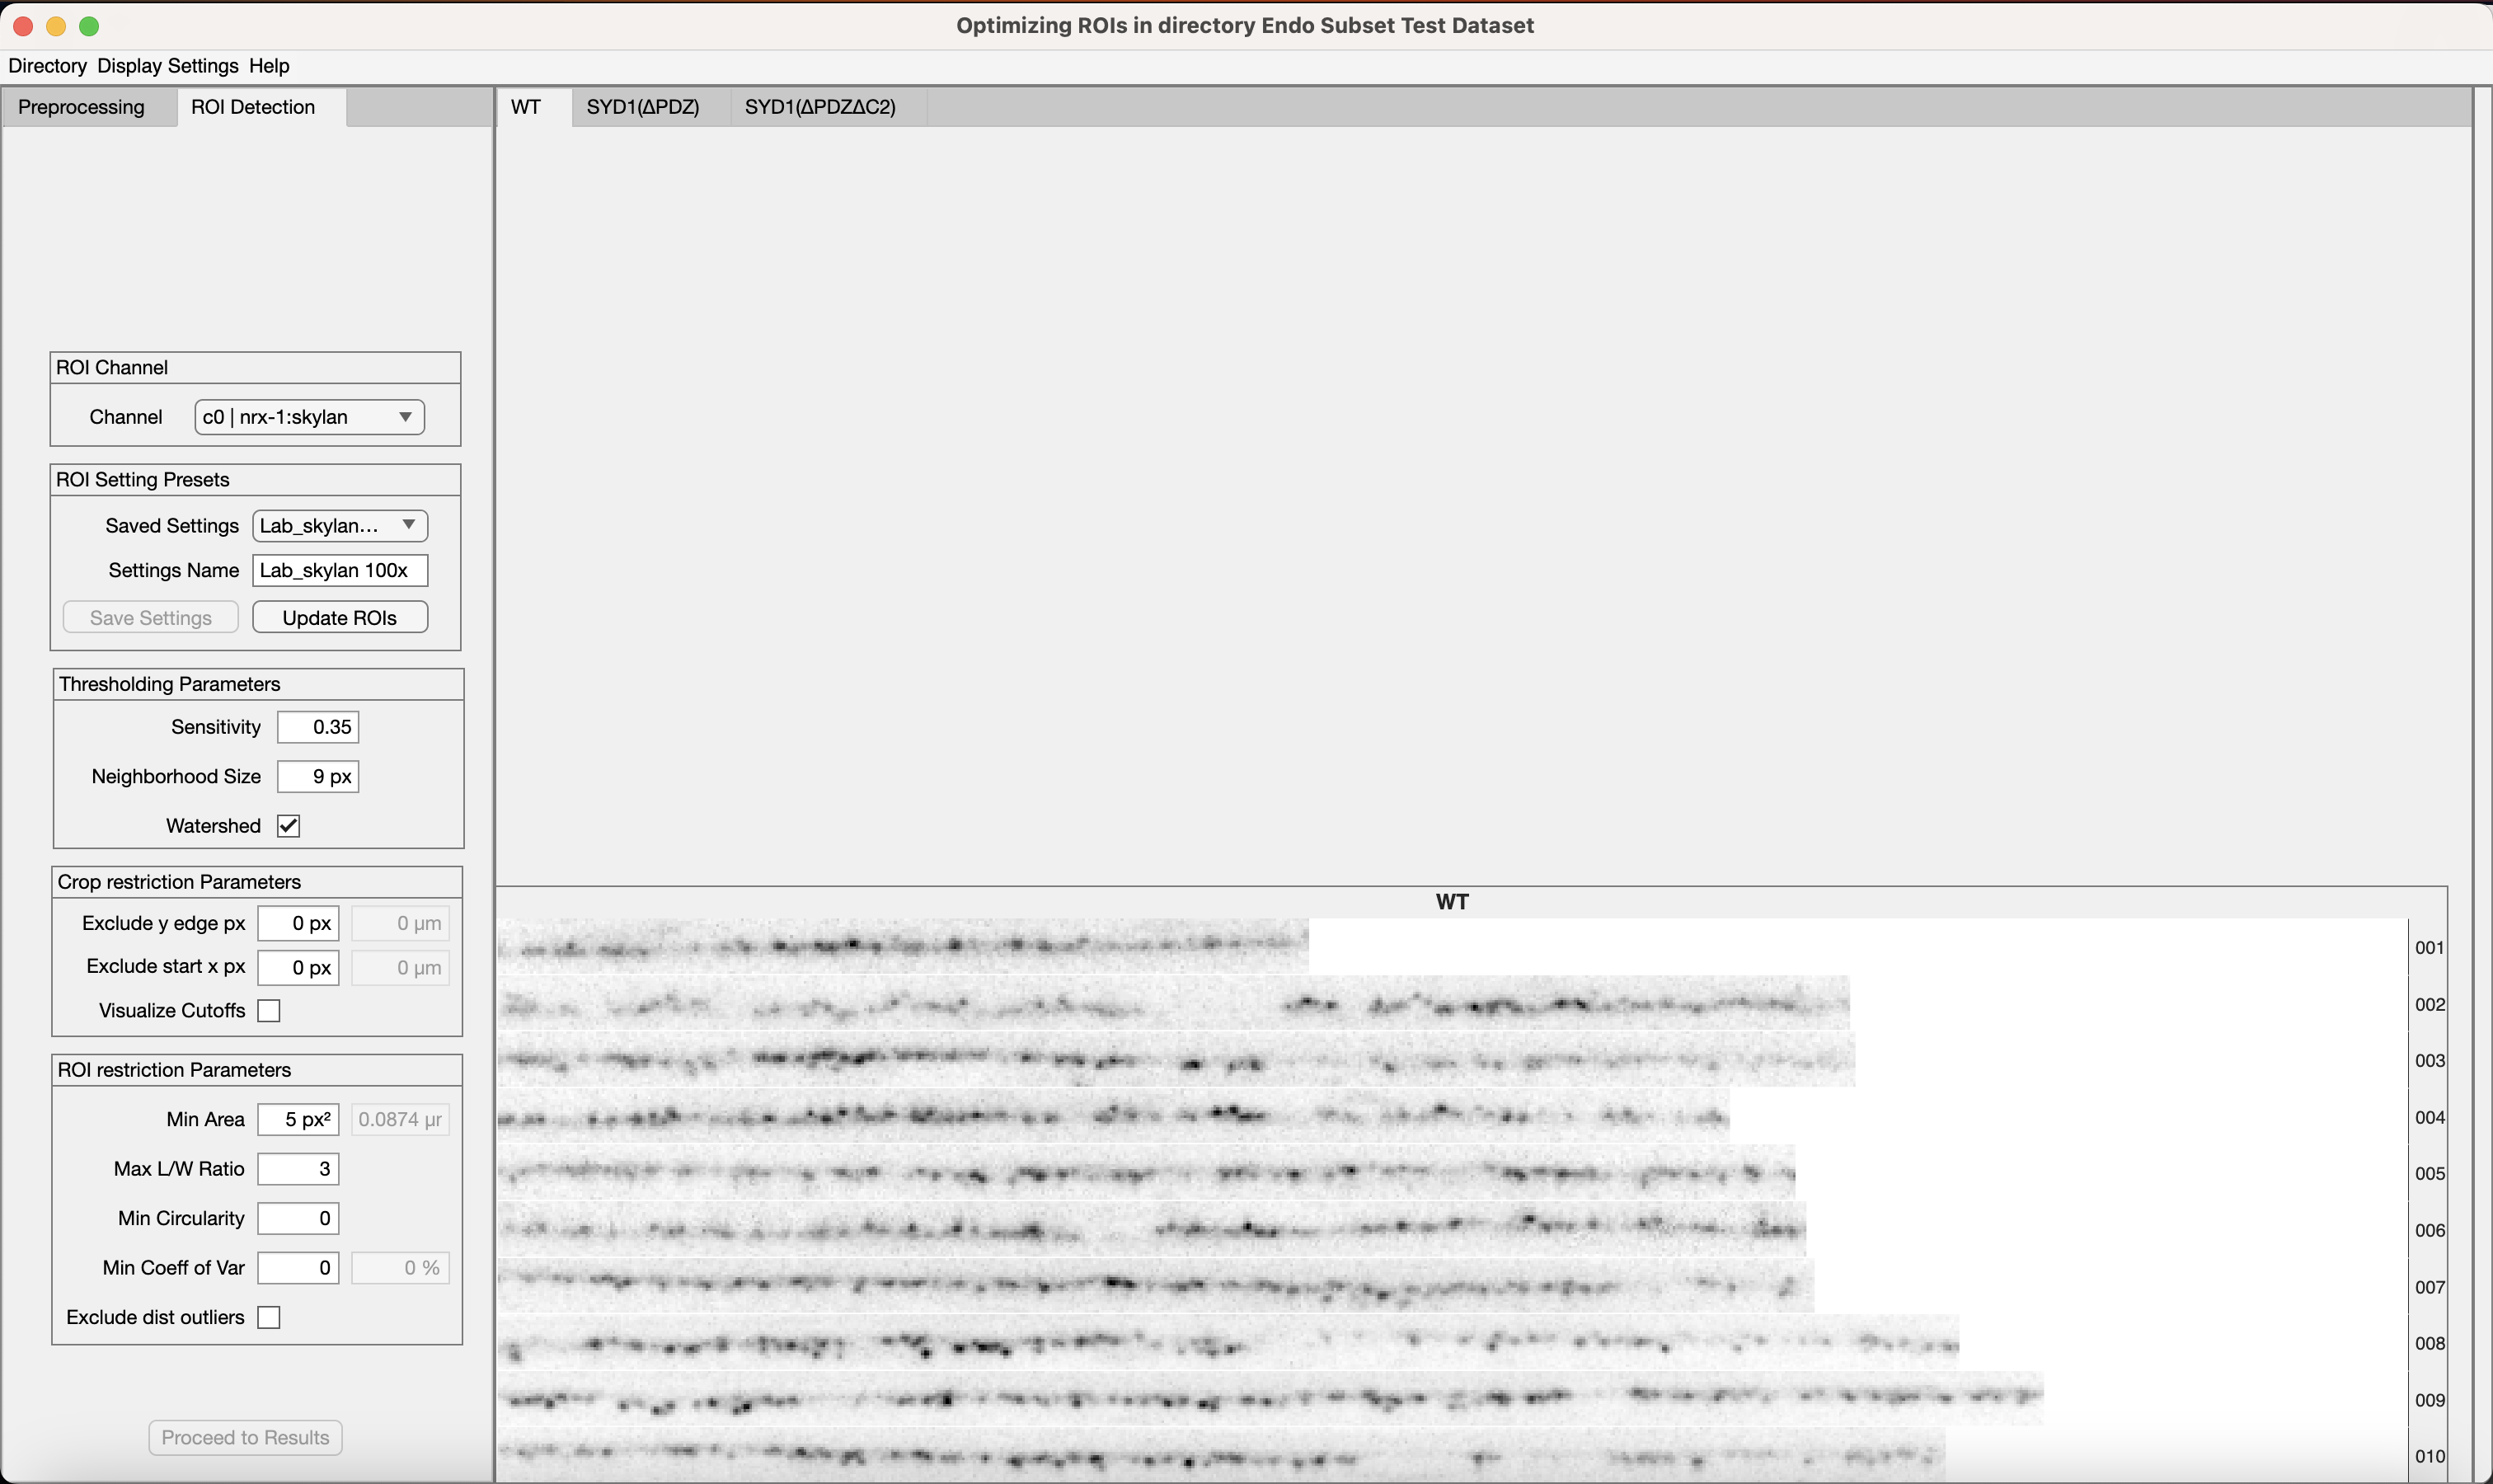 Optimizing ROIs in directory Endo Subset Test Dataset
Directory Display Settings Help
Preprocessing ROI Detection
WT SYD1(ΔPDZ) SYD1(ΔPDZΔC2)
ROI Channel
Channel c0 | nrx-1:skylan
ROI Setting Presets
Saved Settings Lab_skylan...
Settings Name Lab_skylan 100x
Save Settings Update ROIs
Thresholding Parameters
Sensitivity 0.35
Neighborhood Size 9 px
Watershed
Crop restriction Parameters
Exclude y edge px 0 px 0 μm
Exclude start x px 0 px 0 μm
Visualize Cutoffs
ROI restriction Parameters
Min Area 5 px² 0.0874 μr
Max L/W Ratio 3
Min Circularity 0
Min Coeff of Var 0 0 %
Exclude dist outliers
Proceed to Results
WT
001
002
003
004
005
006
007
008
009
010